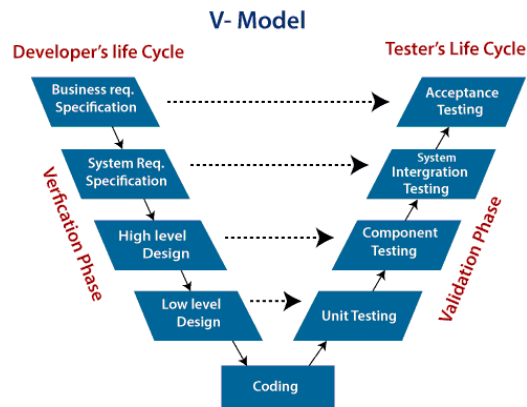 V- Model
Developer's life Cycle
Tester's Life Cycle
Business req.
Specification
Acceptance
Testing
System Req.
Specification
System
Intergration
Testing
High level
Design
Component
Testing
Low level
Design
Unit Testing
Coding
Verfication Phase
Validation Phase